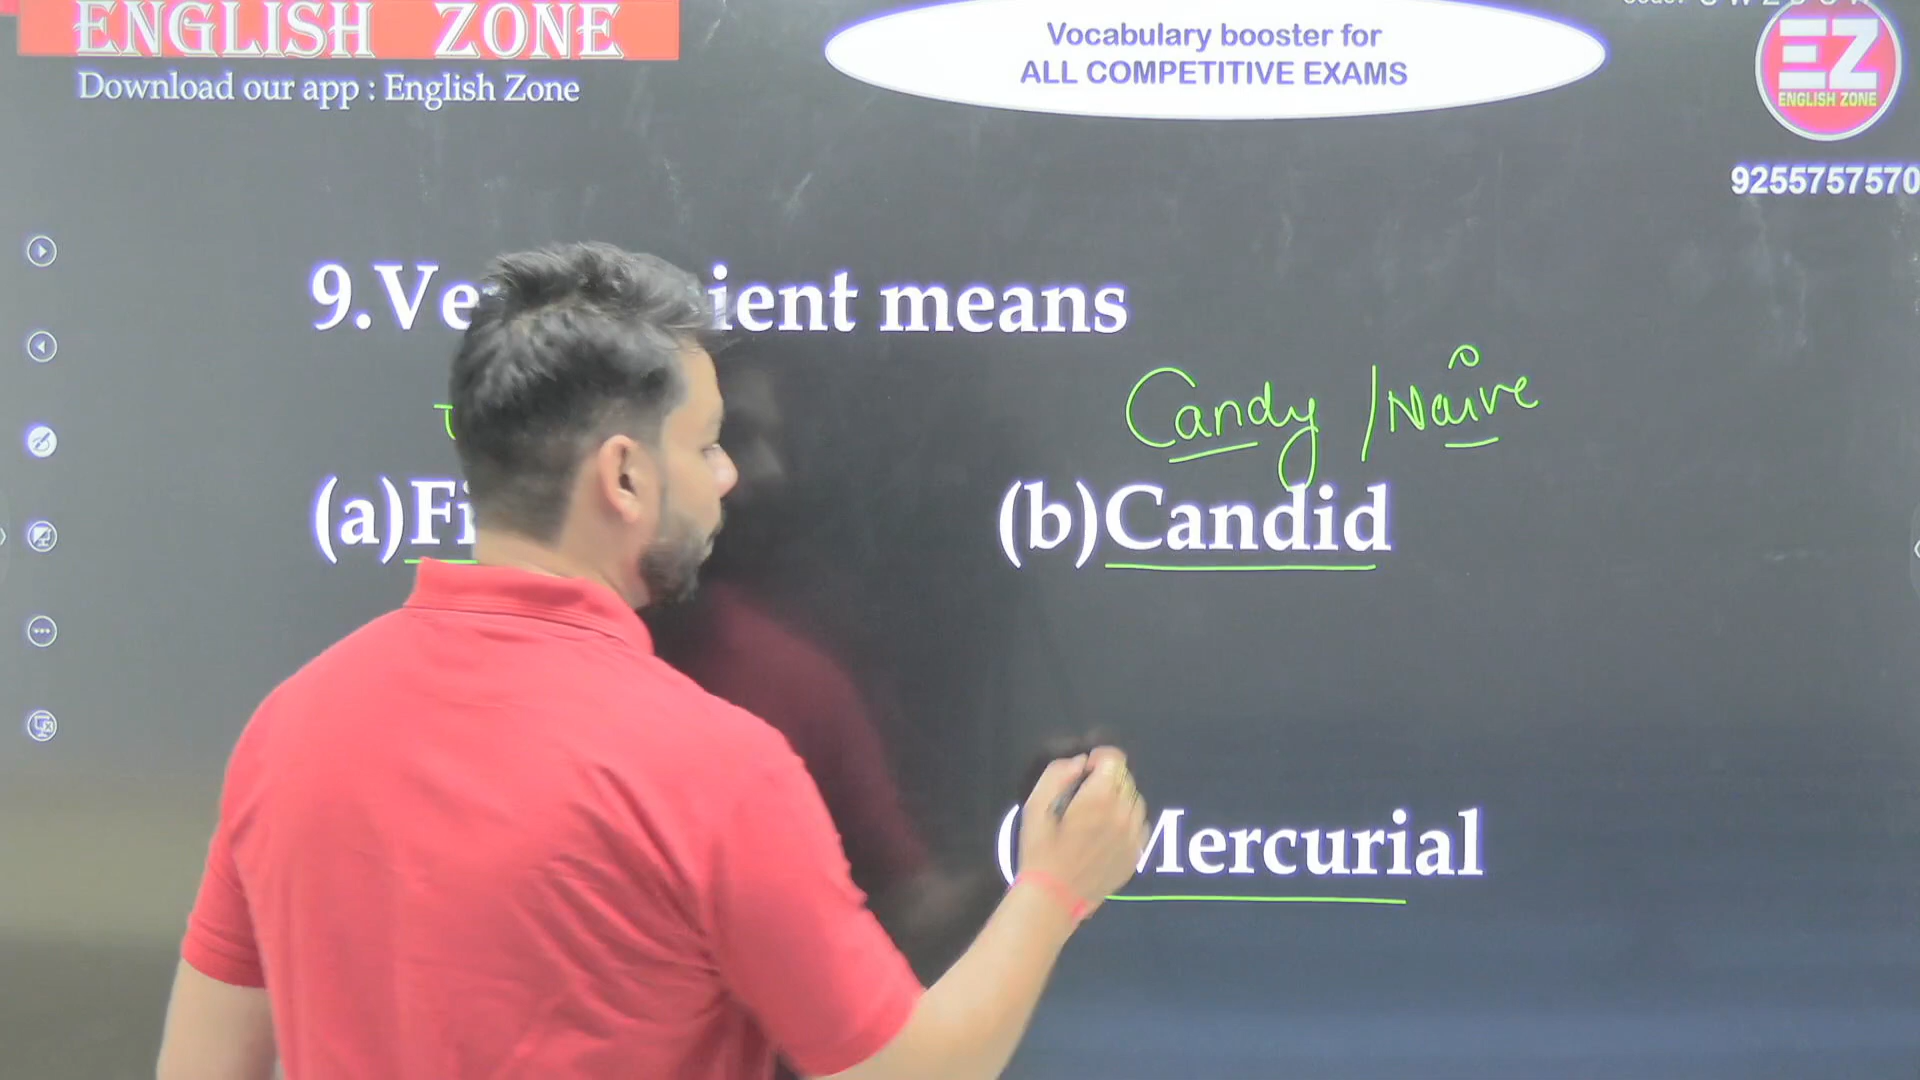 ENGLISH ZONE
Download our app : English Zone
Vocabulary booster for
ALL COMPETITIVE EXAMS
EZ
ENGLISH ZONE
9255757570
9.Ve ient means
Candy / Naive
(a)Fi
(b)Candid
( Mercurial